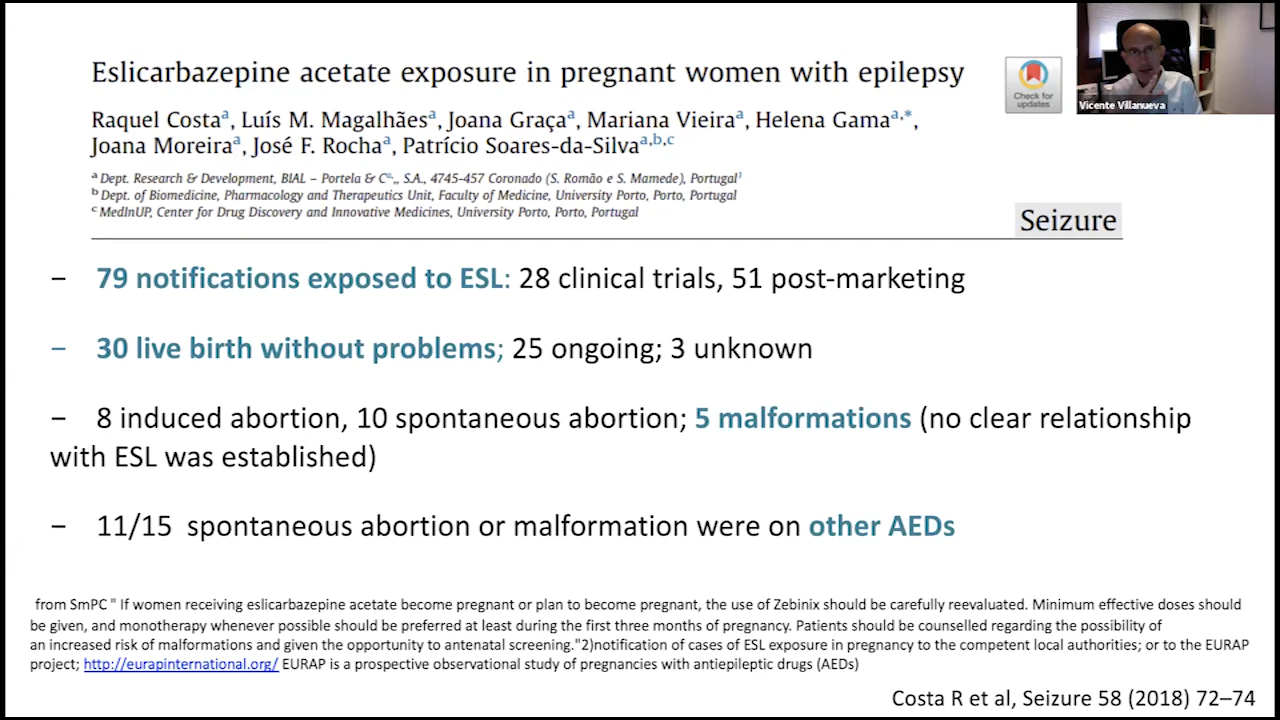 Eslicarbazepine acetate exposure in pregnant women with epilepsy
Check for
updates
Vicente Villanueva
Raquel Costaᵃ, Luís M. Magalhãesᵃ, Joana Graçaᵃ, Mariana Vieiraᵃ, Helena Gamaᵃ,*,
Joana Moreiraᵃ, José F. Rochaᵃ, Patrício Soares-da-Silvaᵃ,ᵇ,ᶜ
ᵃ Dept. Research & Development, BIAL – Portela & Cª., S.A., 4745-457 Coronado (S. Romão e S. Mamede), Portugal¹
ᵇ Dept. of Biomedicine, Pharmacology and Therapeutics Unit, Faculty of Medicine, University Porto, Porto, Portugal
ᶜ MedInUP, Center for Drug Discovery and Innovative Medicines, University Porto, Porto, Portugal
Seizure
– 79 notifications exposed to ESL: 28 clinical trials, 51 post-marketing
– 30 live birth without problems; 25 ongoing; 3 unknown
– 8 induced abortion, 10 spontaneous abortion; 5 malformations (no clear relationship
with ESL was established)
– 11/15 spontaneous abortion or malformation were on other AEDs
from SmPC " If women receiving eslicarbazepine acetate become pregnant or plan to become pregnant, the use of Zebinix should be carefully reevaluated. Minimum effective doses should
be given, and monotherapy whenever possible should be preferred at least during the first three months of pregnancy. Patients should be counselled regarding the possibility of
an increased risk of malformations and given the opportunity to antenatal screening."2)notification of cases of ESL exposure in pregnancy to the competent local authorities; or to the EURAP
project; http://eurapinternational.org/ EURAP is a prospective observational study of pregnancies with antiepileptic drugs (AEDs)
Costa R et al, Seizure 58 (2018) 72–74